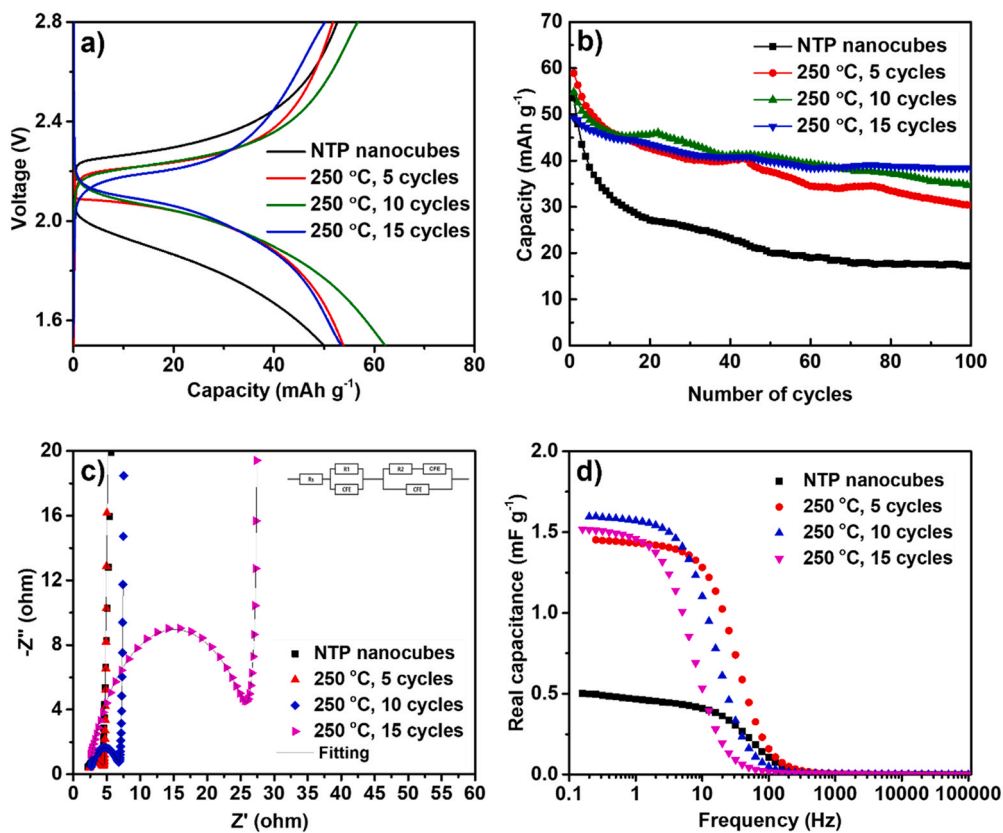 a)
2.8
2.4
2.0
1.6
Voltage (V)
NTP nanocubes
250 °C, 5 cycles
250 °C, 10 cycles
250 °C, 15 cycles
0 20 40 60 80
Capacity (mAh g-1)
b)
70
60
50
40
30
20
10
0
Capacity (mAh g-1)
NTP nanocubes
250 °C, 5 cycles
250 °C, 10 cycles
250 °C, 15 cycles
0 20 40 60 80 100
Number of cycles
c)
20
16
12
8
4
0
-Z'' (ohm)
Rs
R1
CFE
R2
CFE
CFE
NTP nanocubes
250 °C, 5 cycles
250 °C, 10 cycles
250 °C, 15 cycles
Fitting
0 5 10 15 20 25 30 35 40 45 50 55 60
Z' (ohm)
d)
2.0
1.5
1.0
0.5
0.0
Real capacitance (mF g-1)
NTP nanocubes
250 °C, 5 cycles
250 °C, 10 cycles
250 °C, 15 cycles
0.1 1 10 100 1000 10000 100000
Frequency (Hz)